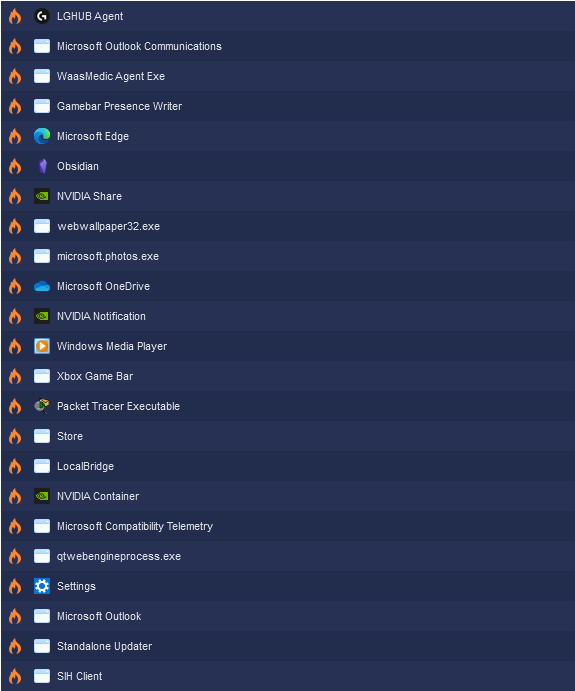 LGHUB Agent
Microsoft Outlook Communications
WaasMedic Agent Exe
Gamebar Presence Writer
Microsoft Edge
Obsidian
NVIDIA Share
webwallpaper32.exe
microsoft.photos.exe
Microsoft OneDrive
NVIDIA Notification
Windows Media Player
Xbox Game Bar
Packet Tracer Executable
Store
LocalBridge
NVIDIA Container
Microsoft Compatibility Telemetry
qtwebengineprocess.exe
Settings
Microsoft Outlook
Standalone Updater
SIH Client